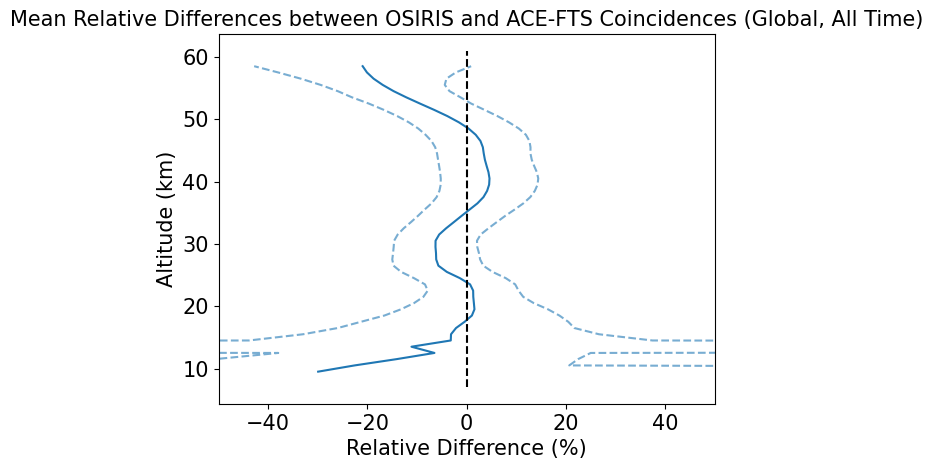 Mean Relative Differences between OSIRIS and ACE-FTS Coincidences (Global, All Time)
60
50
40
30
20
10
Altitude (km)
−40 −20 0 20 40
Relative Difference (%)